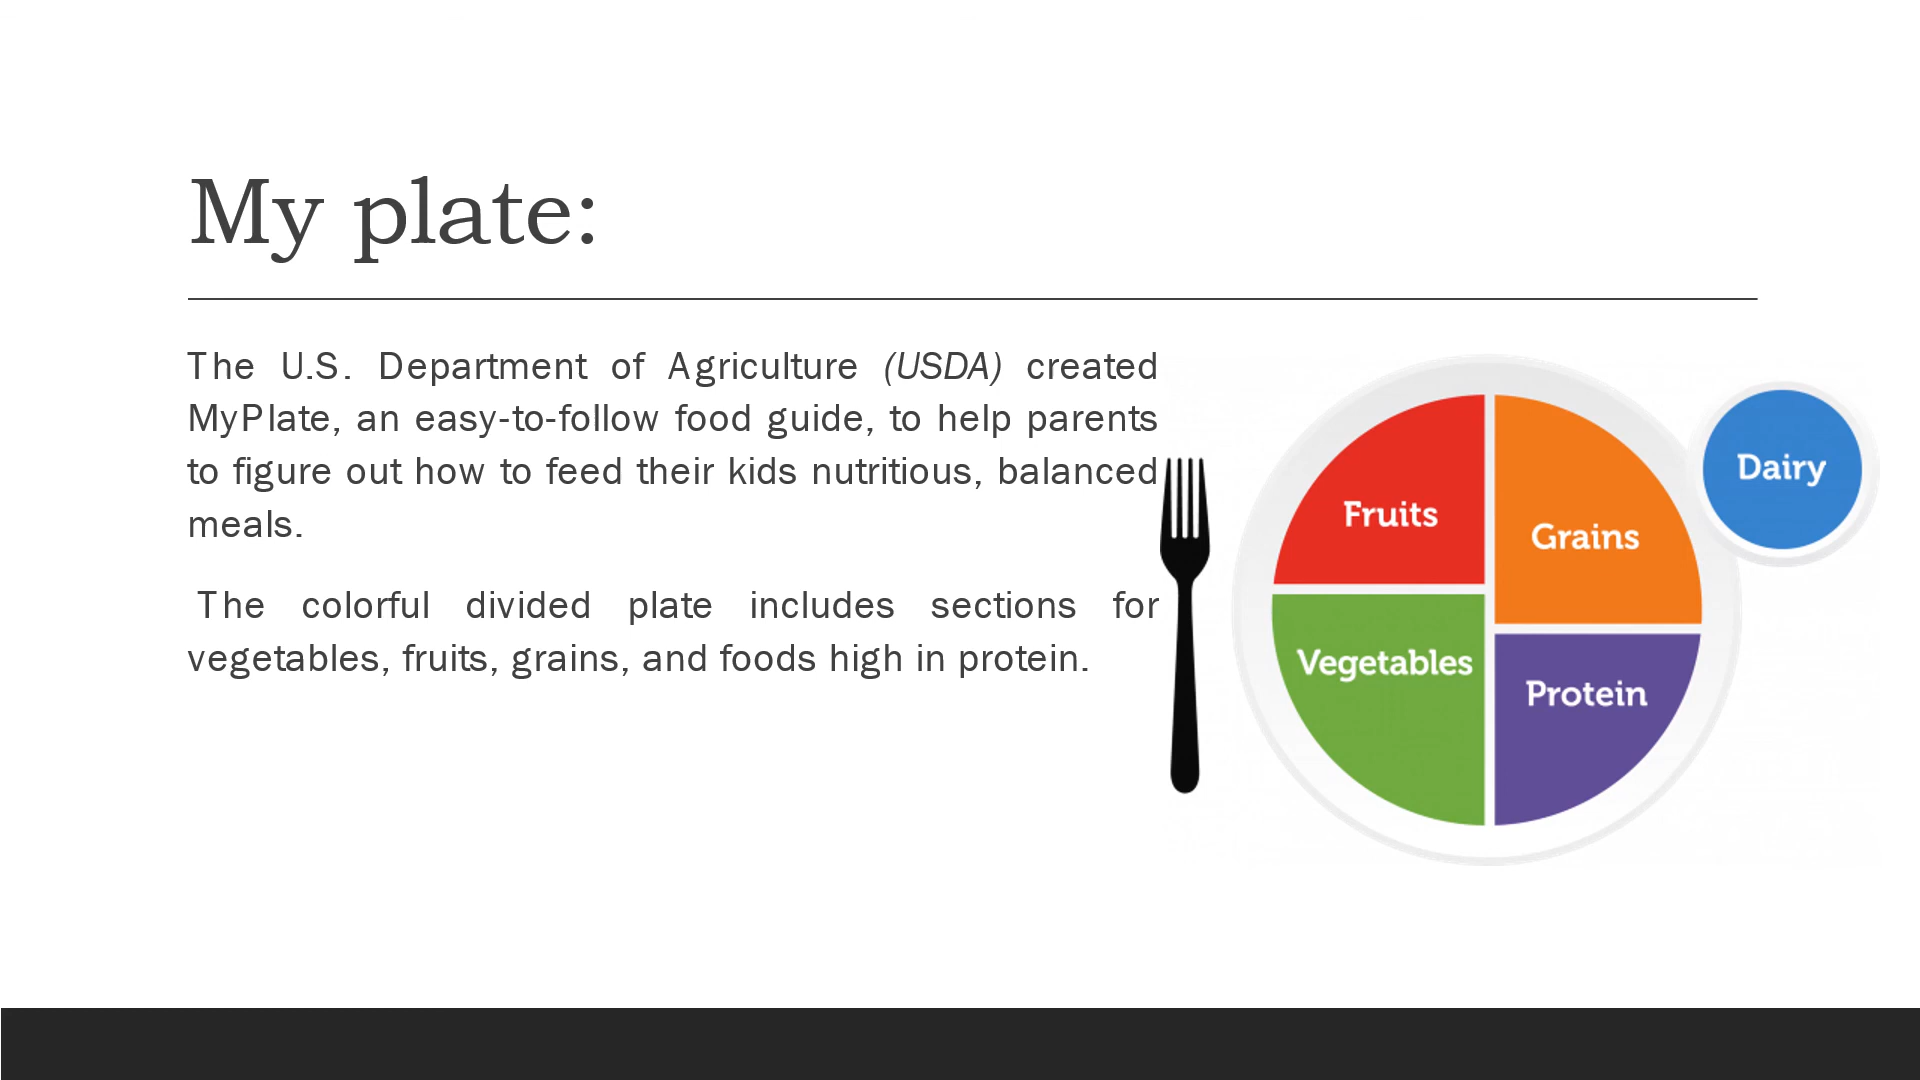 My plate:
The U.S. Department of Agriculture (USDA) created
MyPlate, an easy-to-follow food guide, to help parents
to figure out how to feed their kids nutritious, balanced
meals.
The colorful divided plate includes sections for
vegetables, fruits, grains, and foods high in protein.
Fruits
Grains
Dairy
Vegetables
Protein